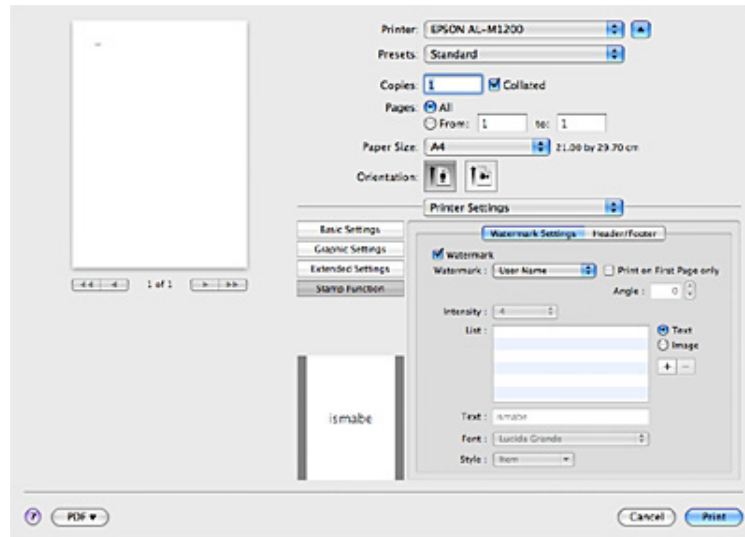 Printer: EPSON AL-M1200
Presets: Standard
Copies: 1 Collated
Pages: All
From: 1 to: 1
Paper Size: A4 21.00 by 29.70 cm
Orientation:
Printer Settings
Basic Settings
Graphic Settings
Extended Settings
Stamp Function
Watermark Settings Header/Footer
Watermark
Watermark : User Name Print on First Page only
Angle : 0
Intensity : 4
List : Text
Image
+ −
Text : ismabe
Font : Lucida Grande
Style : Item
1 of 1
ismabe
? PDF ▼ Cancel Print